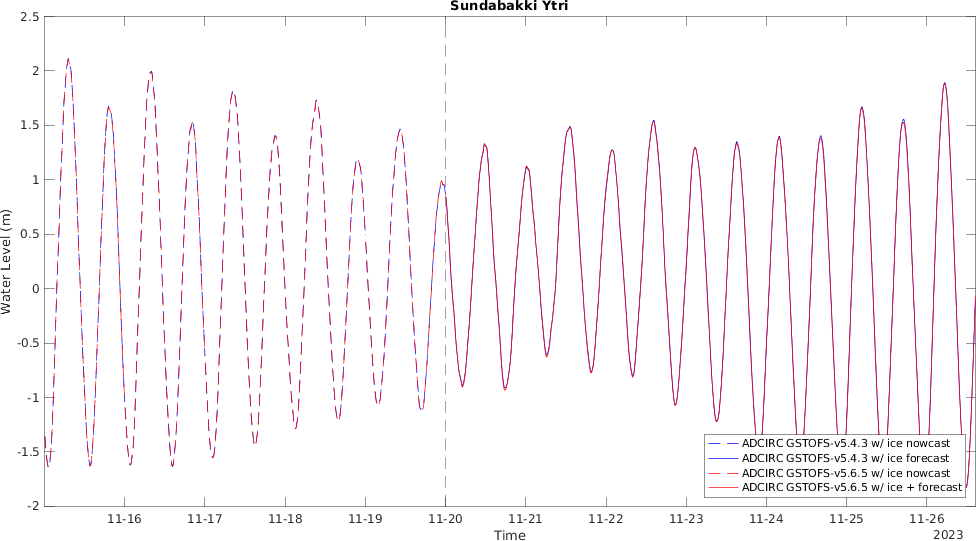 Sundabakki Ytri
2.5
2
1.5
1
0.5
0
-0.5
-1
-1.5
-2
Water Level (m)
ADCIRC GSTOFS-v5.4.3 w/ ice nowcast
ADCIRC GSTOFS-v5.4.3 w/ ice forecast
ADCIRC GSTOFS-v5.6.5 w/ ice nowcast
ADCIRC GSTOFS-v5.6.5 w/ ice + forecast
11-16 11-17 11-18 11-19 11-20 11-21 11-22 11-23 11-24 11-25 11-26
Time
2023